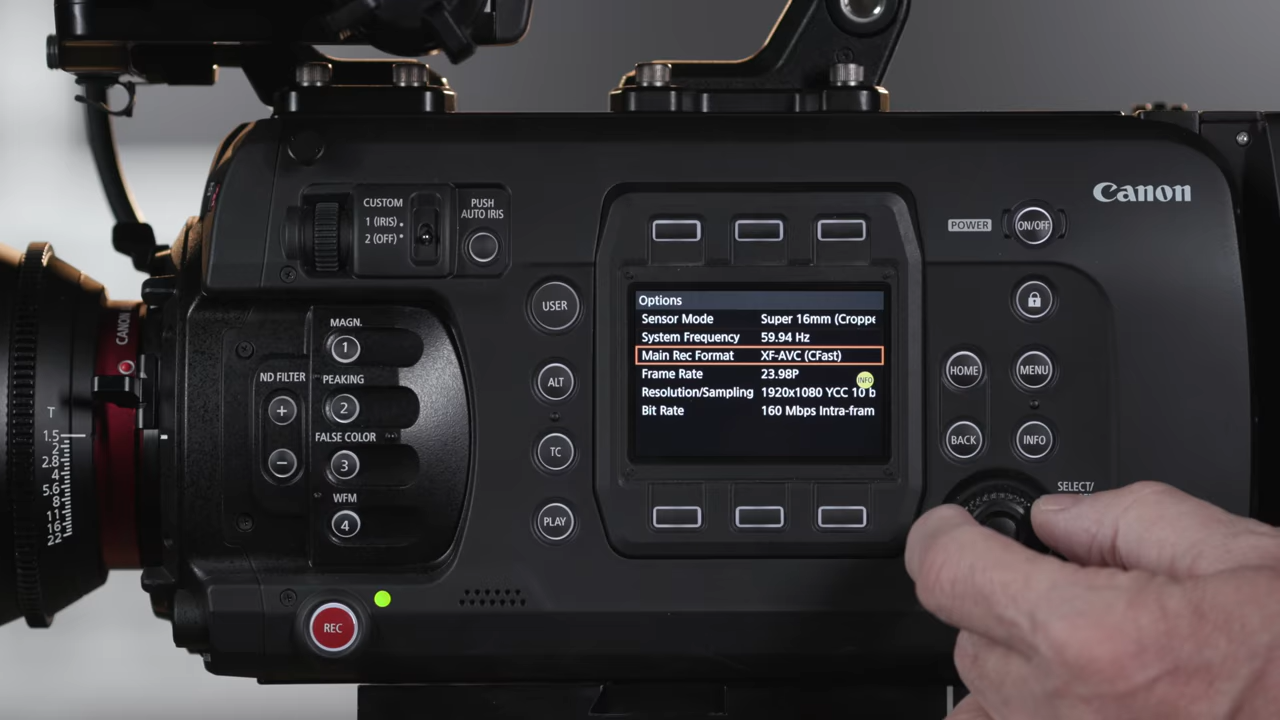 Canon
CUSTOM
1 (IRIS)
2 (OFF)
PUSH
AUTO IRIS
POWER
ON/OFF
USER
ALT
TC
PLAY
MAGN.
1
PEAKING
2
FALSE COLOR
3
WFM
4
ND FILTER
+
−
CANON
T
1.5
2
2.8
4
5.6
8
11
16
22
REC
Options
Sensor Mode Super 16mm (Croppe
System Frequency 59.94 Hz
Main Rec Format XF-AVC (CFast)
Frame Rate 23.98P
INFO
Resolution/Sampling 1920x1080 YCC 10 b
Bit Rate 160 Mbps Intra-fram
HOME
MENU
BACK
INFO
SELECT/